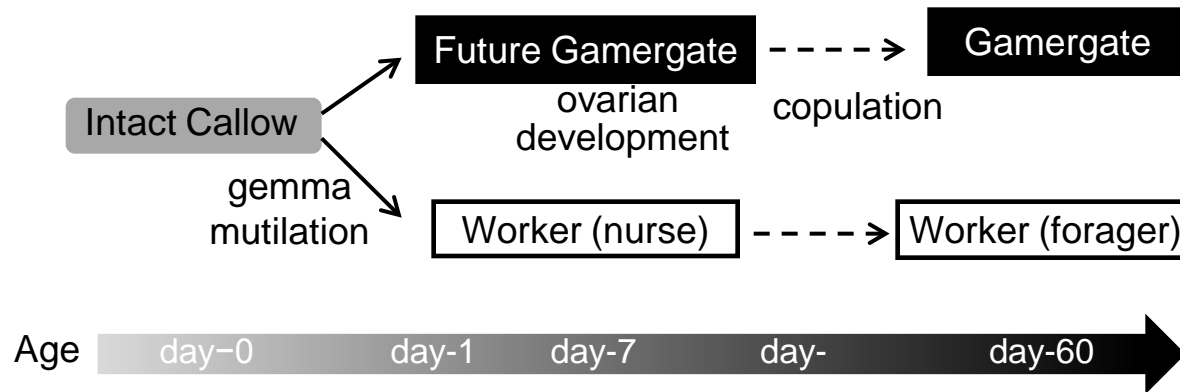 Future Gamergate
Gamergate
ovarian
development
copulation
Intact Callow
gemma
mutilation
Worker (nurse)
Worker (forager)
Age
day−0
day-1
day-7
day-
day-60